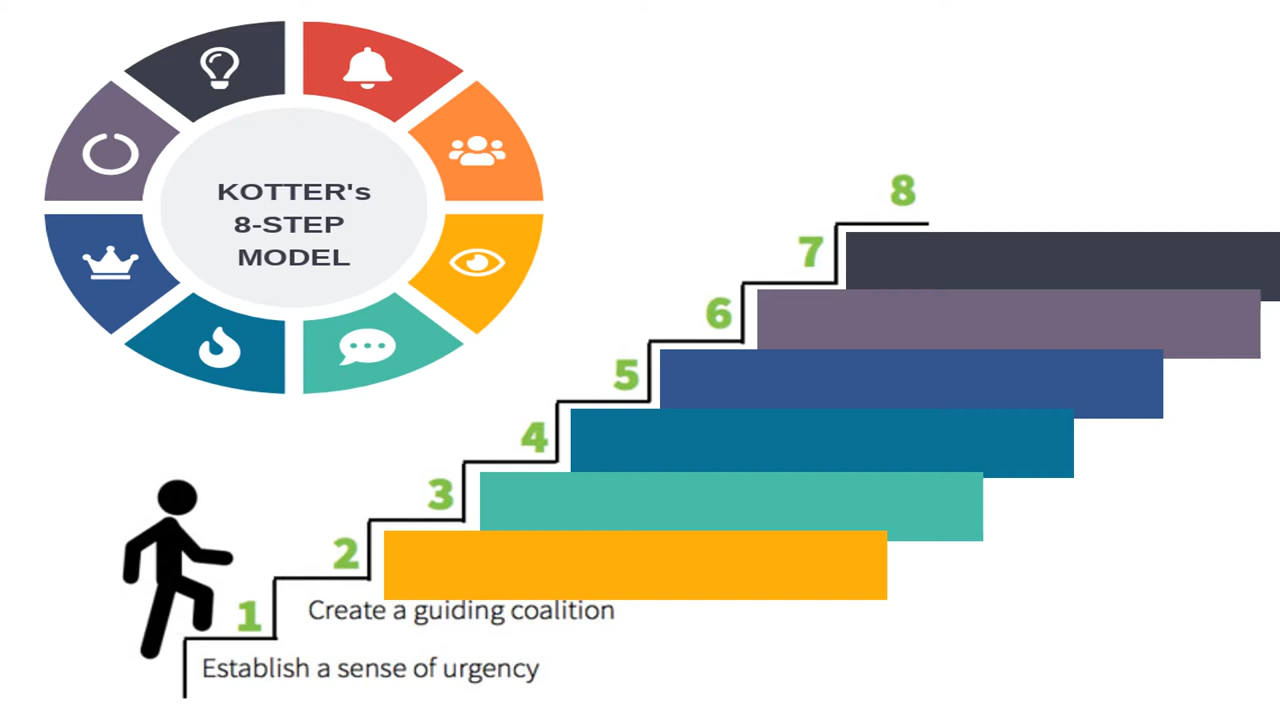 KOTTER's
8-STEP
MODEL
8
7
6
5
4
3
2
1
Create a guiding coalition
Establish a sense of urgency